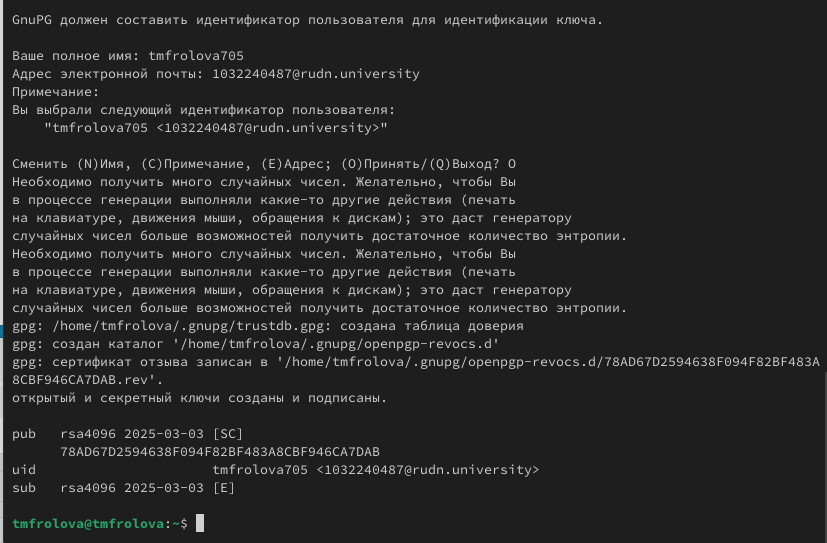 GnuPG должен составить идентификатор пользователя для идентификации ключа.
Ваше полное имя: tmfrolova705
Адрес электронной почты: 1032240487@rudn.university
Примечание:
Вы выбрали следующий идентификатор пользователя:
"tmfrolova705 <1032240487@rudn.university>"
Сменить (N)Имя, (C)Примечание, (E)Адрес; (O)Принять/(Q)Выход? O
Необходимо получить много случайных чисел. Желательно, чтобы Вы
в процессе генерации выполняли какие-то другие действия (печать
на клавиатуре, движения мыши, обращения к дискам); это даст генератору
случайных чисел больше возможностей получить достаточное количество энтропии.
Необходимо получить много случайных чисел. Желательно, чтобы Вы
в процессе генерации выполняли какие-то другие действия (печать
на клавиатуре, движения мыши, обращения к дискам); это даст генератору
случайных чисел больше возможностей получить достаточное количество энтропии.
gpg: /home/tmfrolova/.gnupg/trustdb.gpg: создана таблица доверия
gpg: создан каталог '/home/tmfrolova/.gnupg/openpgp-revocs.d'
gpg: сертификат отзыва записан в '/home/tmfrolova/.gnupg/openpgp-revocs.d/78AD67D2594638F094F82BF483A
8CBF946CA7DAB.rev'.
открытый и секретный ключи созданы и подписаны.
pub   rsa4096 2025-03-03 [SC]
78AD67D2594638F094F82BF483A8CBF946CA7DAB
uid                      tmfrolova705 <1032240487@rudn.university>
sub   rsa4096 2025-03-03 [E]
tmfrolova@tmfrolova:~$